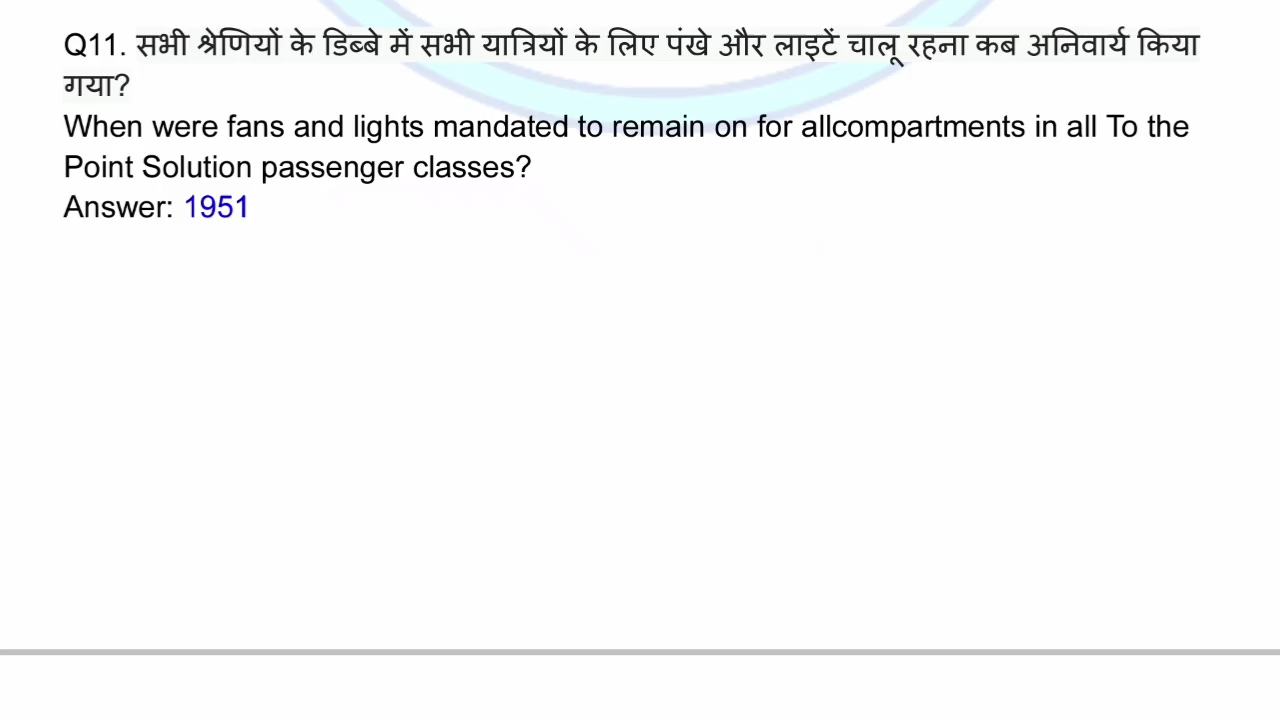 Q11. सभी श्रेणियों के डिब्बे में सभी यात्रियों के लिए पंखे और लाइटें चालू रहना कब अनिवार्य किया
गया?
When were fans and lights mandated to remain on for allcompartments in all To the
Point Solution passenger classes?
Answer: 1951